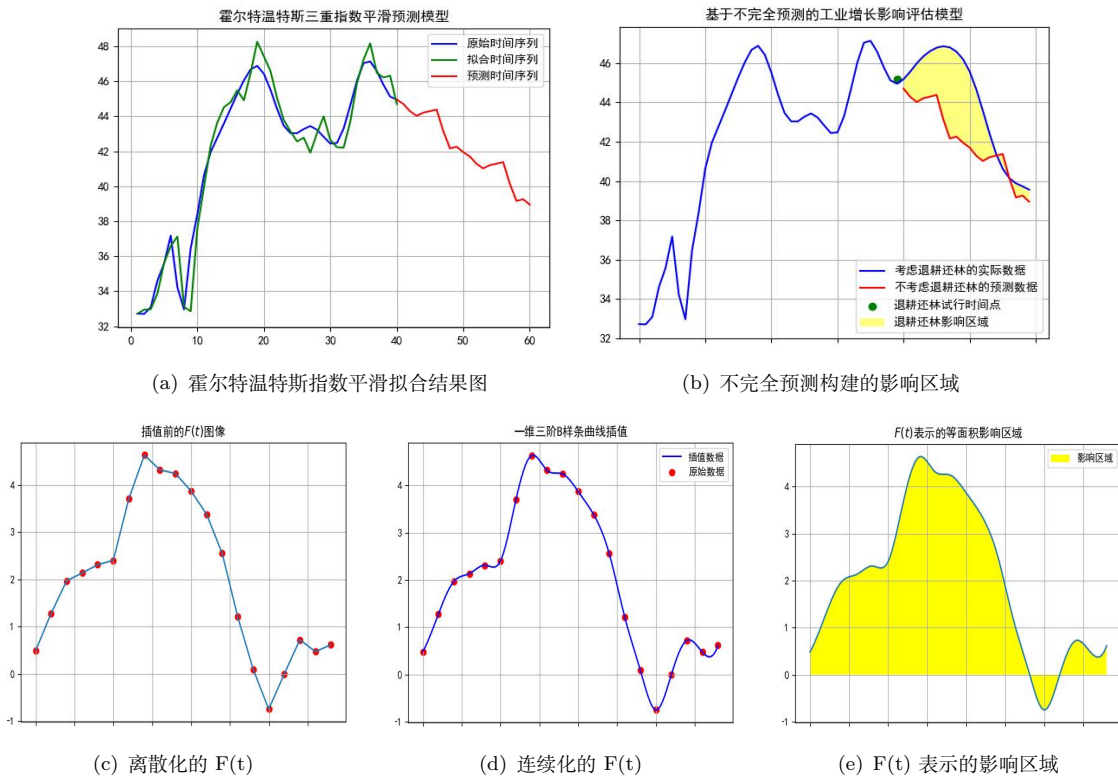 霍尔特温特斯三重指数平滑预测模型
原始时间序列
拟合时间序列
预测时间序列
48
46
44
42
40
38
36
34
32
0
10
20
30
40
50
60
(a) 霍尔特温特斯指数平滑拟合结果图
基于不完全预测的工业增长影响评估模型
46
44
42
40
38
36
34
32
考虑退耕还林的实际数据
不考虑退耕还林的预测数据
退耕还林试行时间点
退耕还林影响区域
(b) 不完全预测构建的影响区域
插值前的F(t)图像
4
3
2
1
0
-1
(c) 离散化的 F(t)
一维三阶B样条曲线插值
插值数据
原始数据
4
3
2
1
0
-1
(d) 连续化的 F(t)
F(t)表示的等面积影响区域
影响区域
4
3
2
1
0
-1
(e) F(t) 表示的影响区域